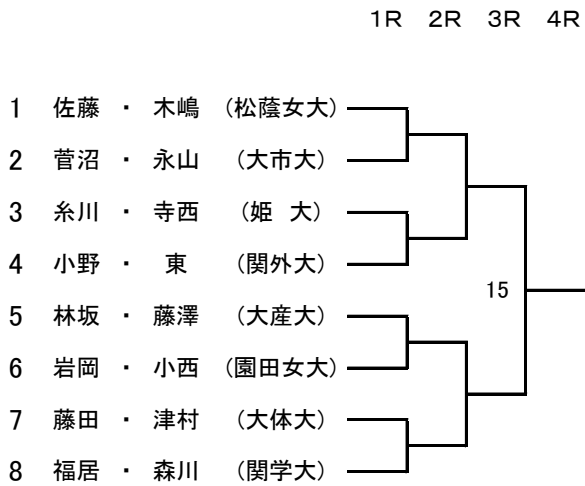 1R 2R 3R 4R
1 佐藤 ・ 木嶋 (松蔭女大)
2 菅沼 ・ 永山 (大市大)
3 糸川 ・ 寺西 (姫 大)
4 小野 ・ 東 (関外大)
15
5 林坂 ・ 藤澤 (大産大)
6 岩岡 ・ 小西 (園田女大)
7 藤田 ・ 津村 (大体大)
8 福居 ・ 森川 (関学大)